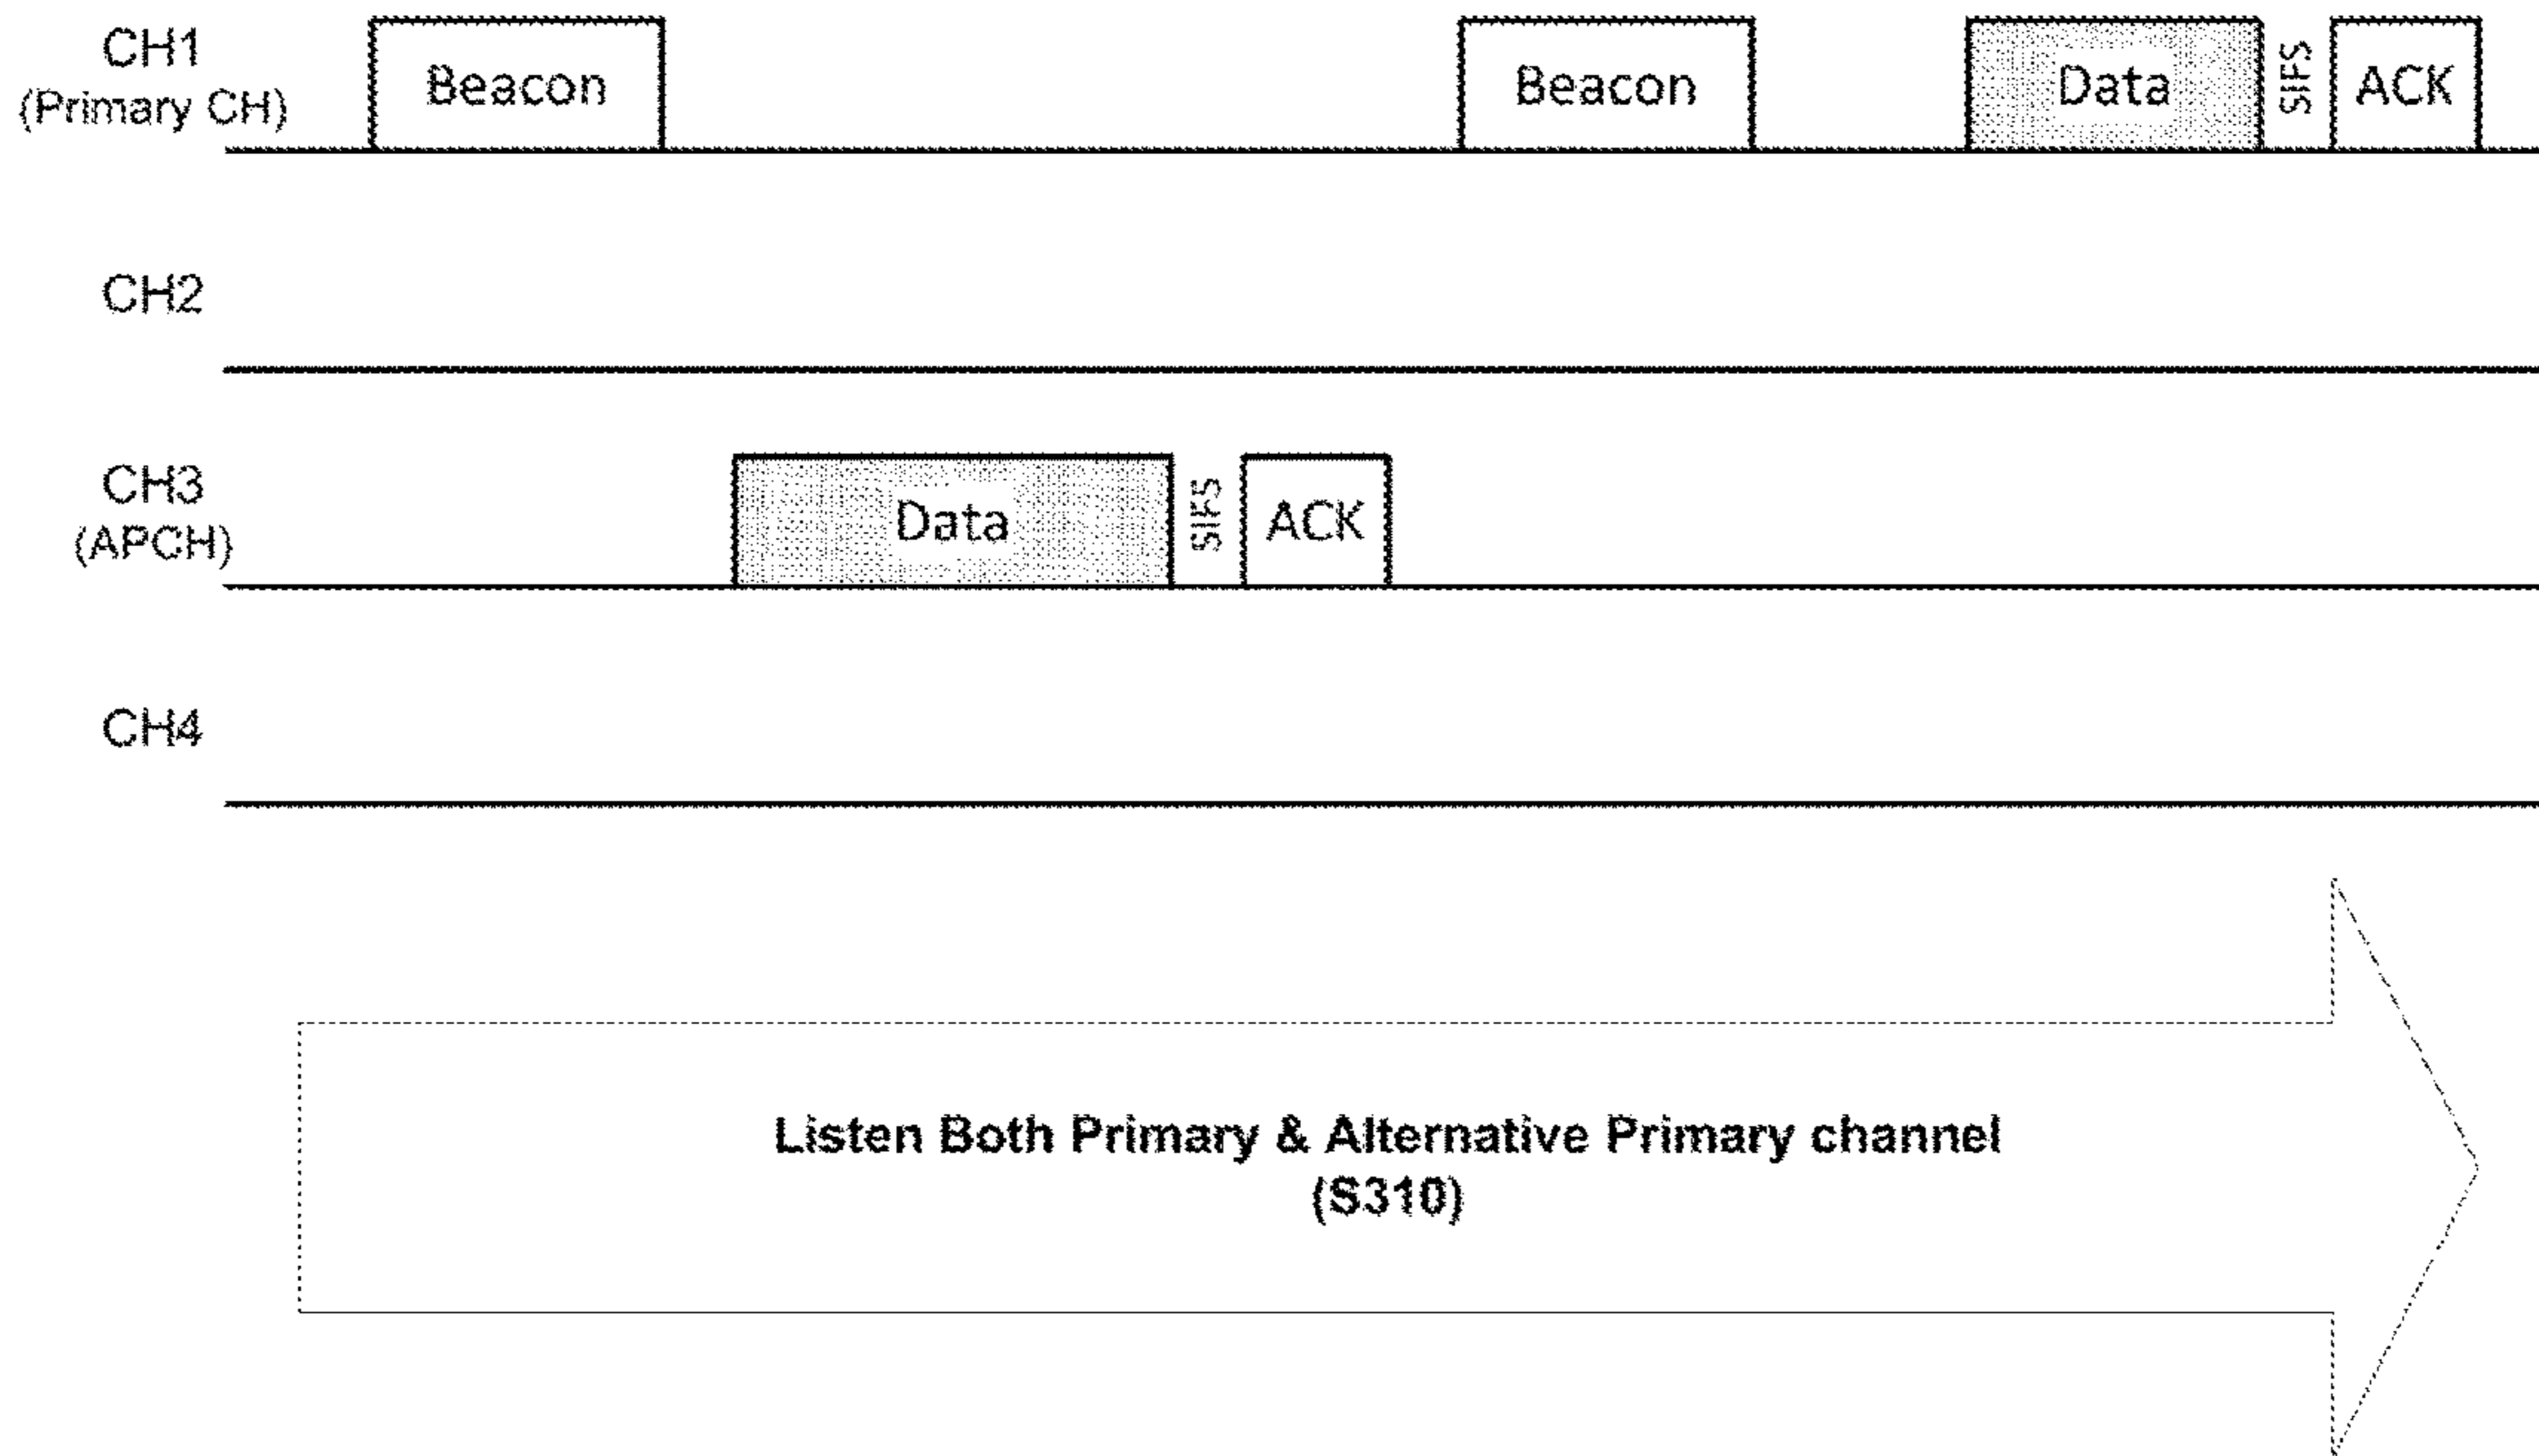 CH1
(Primary CH)
Beacon
Beacon
Data
SIFS
ACK
CH2
CH3
(APCH)
Data
SIFS
ACK
CH4
Listen Both Primary & Alternative Primary channel
(S310)